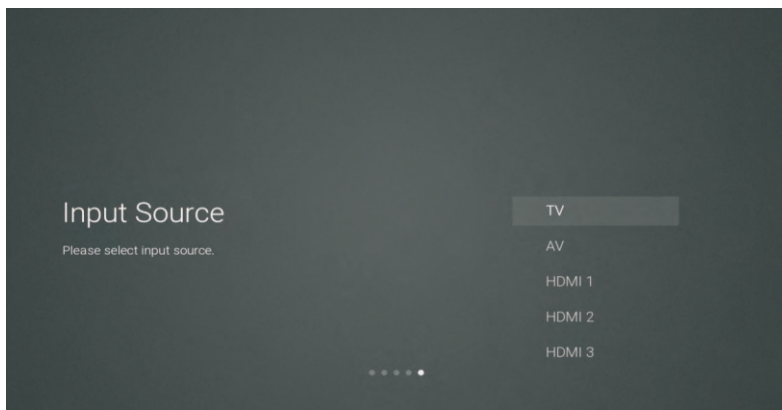 Input Source
Please select input source.
TV
AV
HDMI 1
HDMI 2
HDMI 3